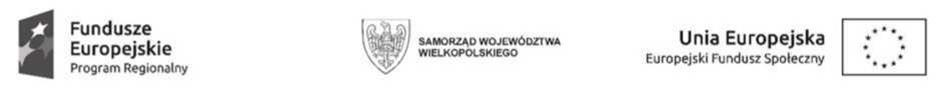 Fundusze
Europejskie
Program Regionalny
SAMORZĄD WOJEWÓDZTWA
WIELKOPOLSKIEGO
Unia Europejska
Europejski Fundusz Społeczny